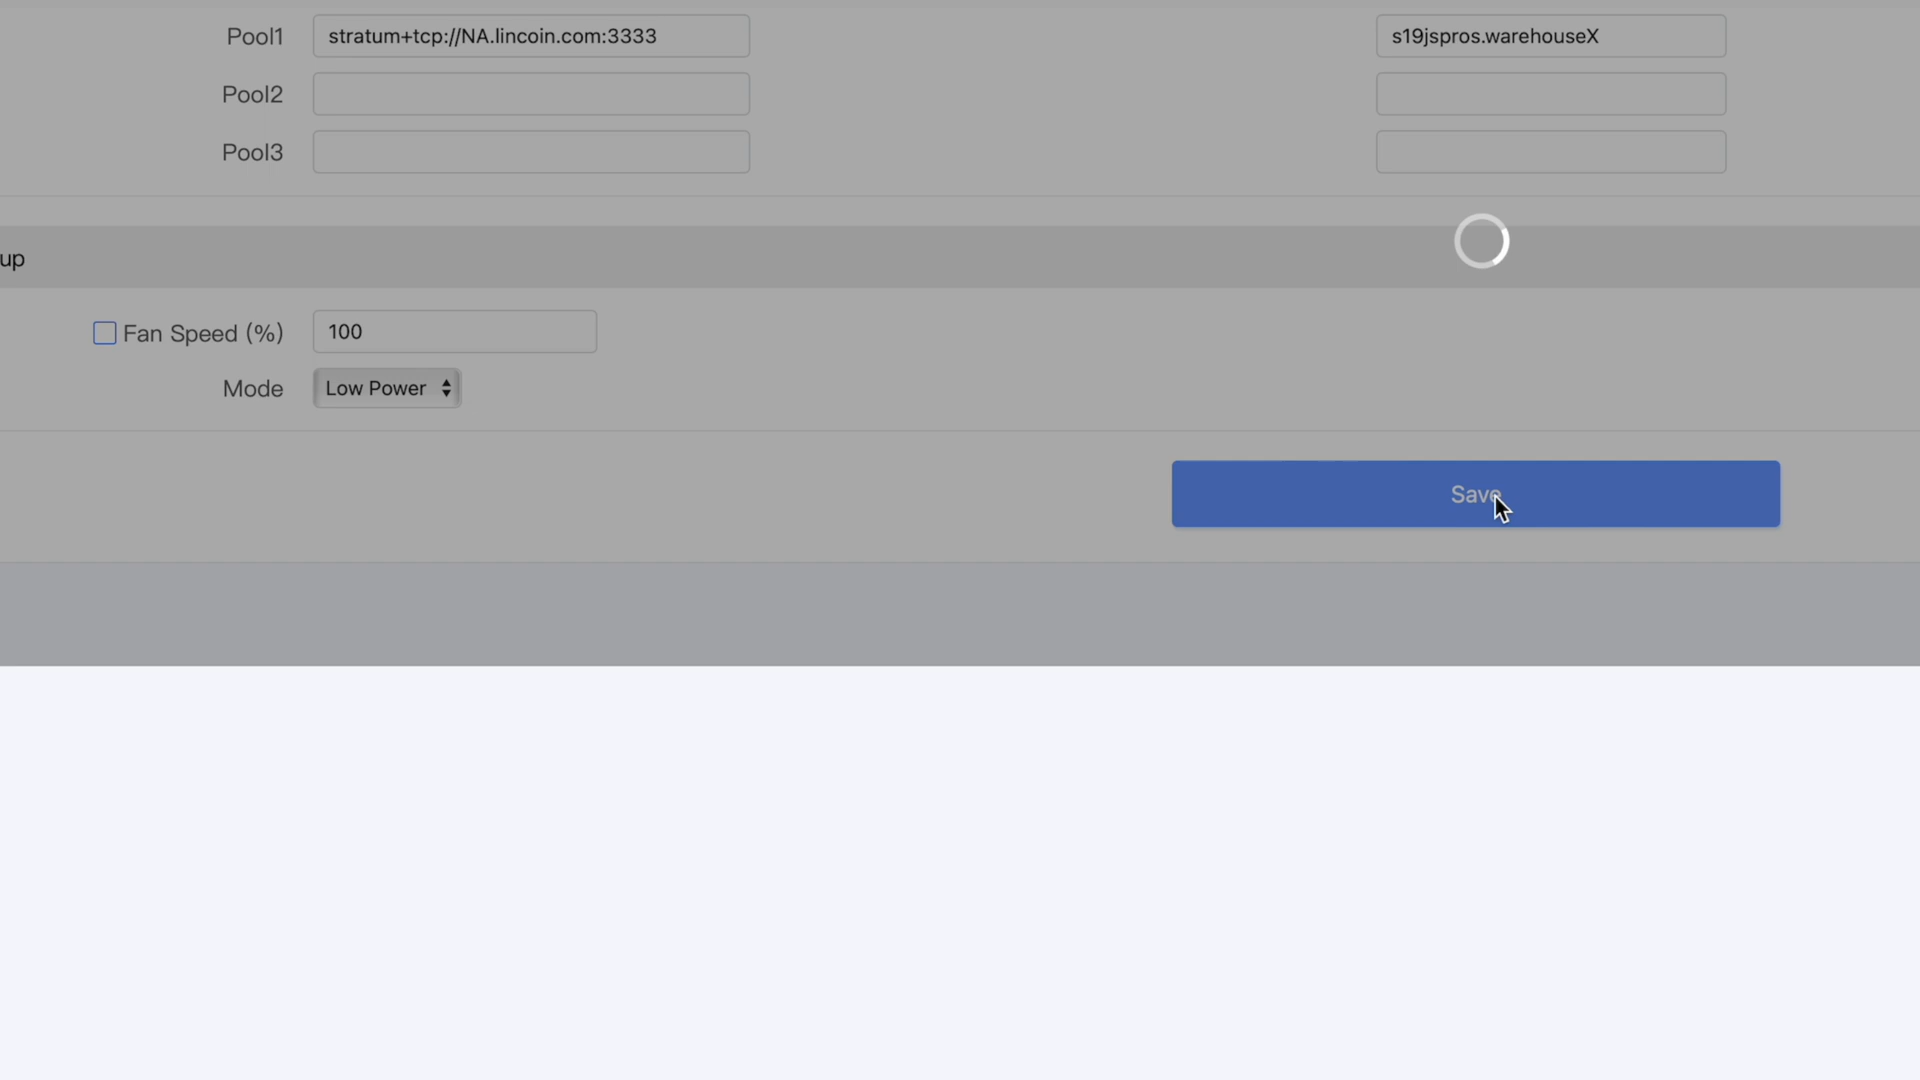 Pool1 stratum+tcp://NA.lincoin.com:3333 s19jspros.warehouseX
Pool2
Pool3
up
Fan Speed (%) 100
Mode Low Power
Save